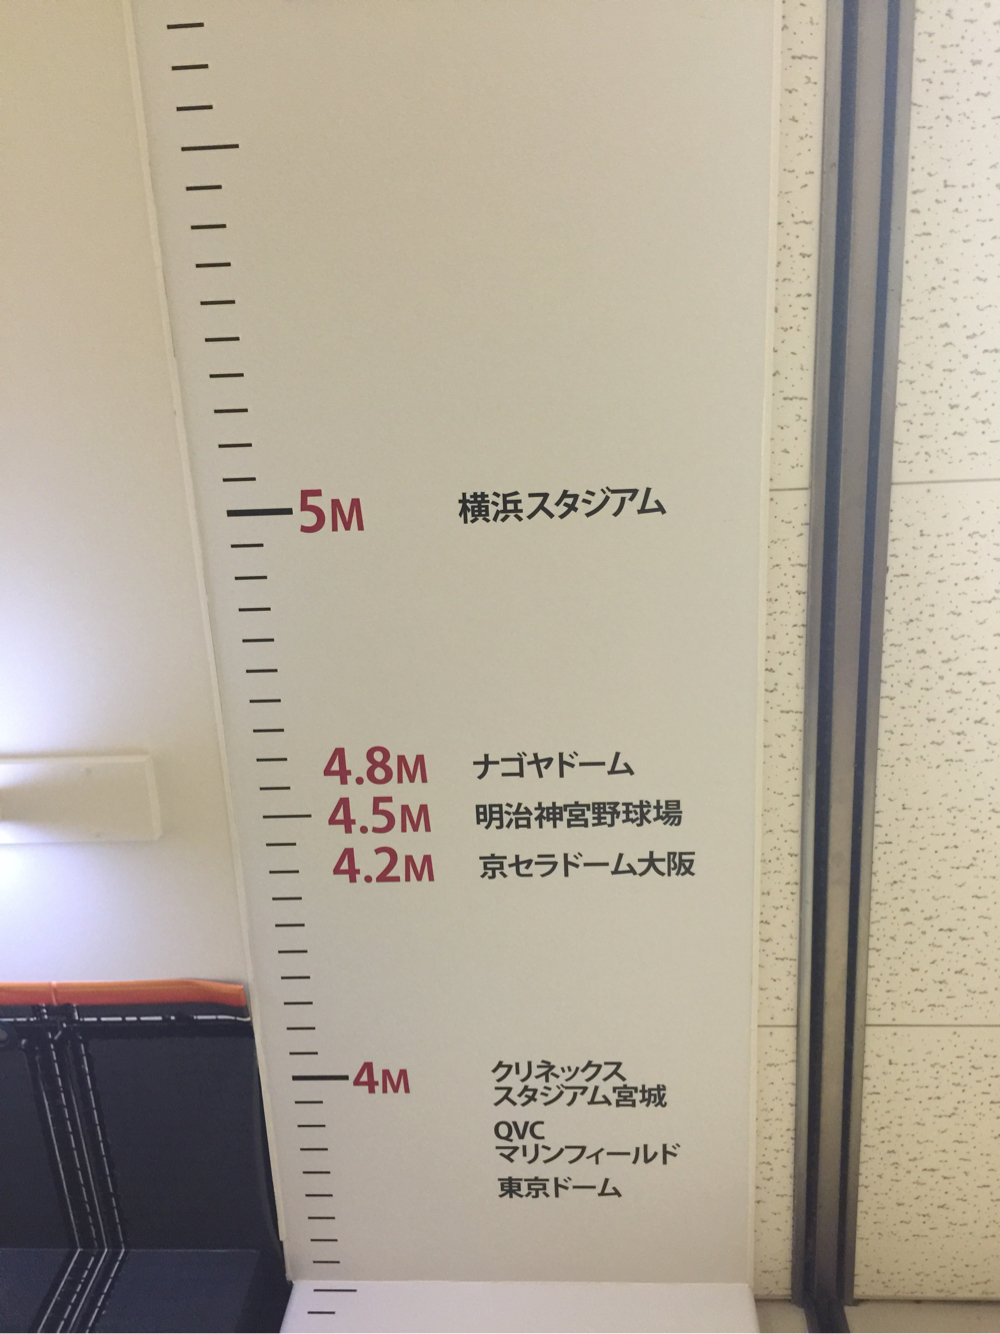 5M 横浜スタジアム
4.8M ナゴヤドーム
4.5M 明治神宮野球場
4.2M 京セラドーム大阪
4M クリネックス
スタジアム宮城
QVC
マリンフィールド
東京ドーム